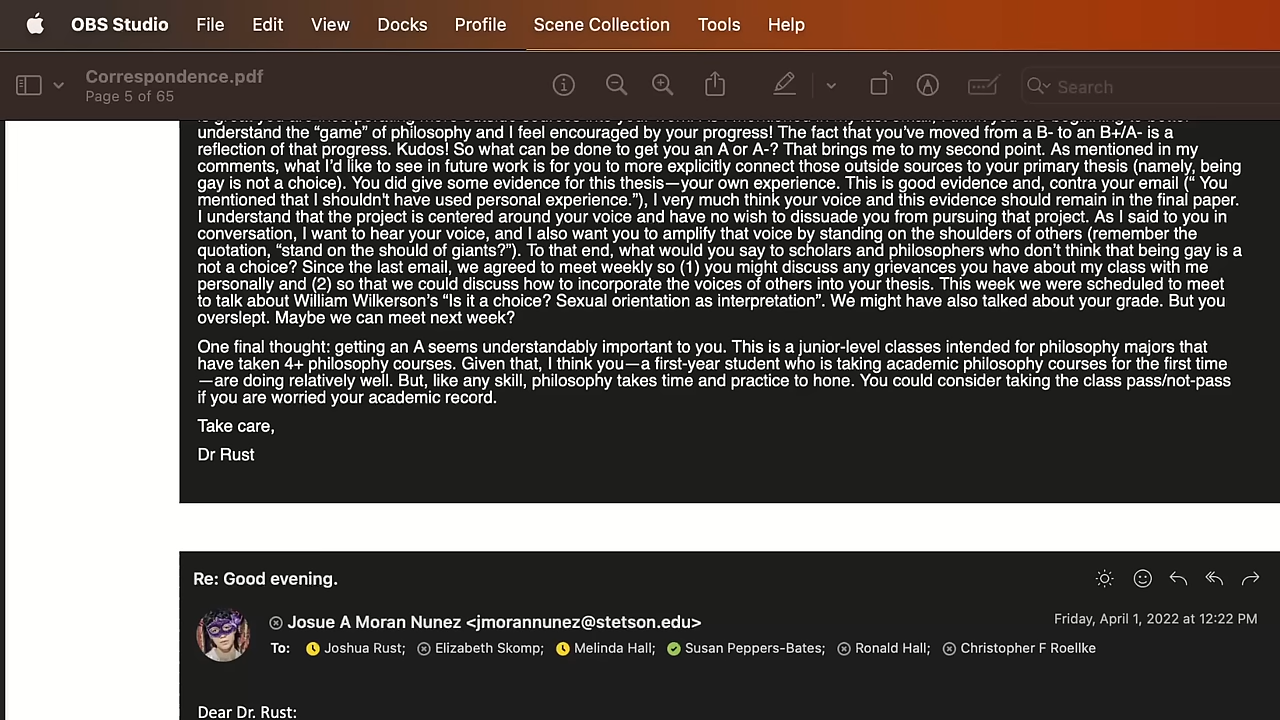 OBS Studio File Edit View Docks Profile Scene Collection Tools Help
Correspondence.pdf
Page 5 of 65
Search
understand the “game” of philosophy and I feel encouraged by your progress! The fact that you’ve moved from a B- to an B+/A- is a
reflection of that progress. Kudos! So what can be done to get you an A or A-? That brings me to my second point. As mentioned in my
comments, what I’d like to see in future work is for you to more explicitly connect those outside sources to your primary thesis (namely, being
gay is not a choice). You did give some evidence for this thesis—your own experience. This is good evidence and, contra your email (“ You
mentioned that I shouldn't have used personal experience.”), I very much think your voice and this evidence should remain in the final paper.
I understand that the project is centered around your voice and have no wish to dissuade you from pursuing that project. As I said to you in
conversation, I want to hear your voice, and I also want you to amplify that voice by standing on the shoulders of others (remember the
quotation, “stand on the should of giants?”). To that end, what would you say to scholars and philosophers who don’t think that being gay is a
not a choice? Since the last email, we agreed to meet weekly so (1) you might discuss any grievances you have about my class with me
personally and (2) so that we could discuss how to incorporate the voices of others into your thesis. This week we were scheduled to meet
to talk about William Wilkerson’s “Is it a choice? Sexual orientation as interpretation”. We might have also talked about your grade. But you
overslept. Maybe we can meet next week?
One final thought: getting an A seems understandably important to you. This is a junior-level classes intended for philosophy majors that
have taken 4+ philosophy courses. Given that, I think you—a first-year student who is taking academic philosophy courses for the first time
—are doing relatively well. But, like any skill, philosophy takes time and practice to hone. You could consider taking the class pass/not-pass
if you are worried your academic record.
Take care,
Dr Rust
Re: Good evening.
Josue A Moran Nunez <jmorannunez@stetson.edu>
Friday, April 1, 2022 at 12:22 PM
To: Joshua Rust; Elizabeth Skomp; Melinda Hall; Susan Peppers-Bates; Ronald Hall; Christopher F Roellke
Dear Dr. Rust: